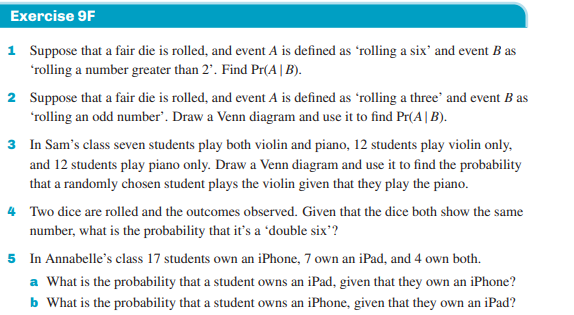 Exercise 9F
1 Suppose that a fair die is rolled, and event A is defined as ‘rolling a six’ and event B as
‘rolling a number greater than 2’. Find Pr(A | B).
2 Suppose that a fair die is rolled, and event A is defined as ‘rolling a three’ and event B as
‘rolling an odd number’. Draw a Venn diagram and use it to find Pr(A | B).
3 In Sam’s class seven students play both violin and piano, 12 students play violin only,
and 12 students play piano only. Draw a Venn diagram and use it to find the probability
that a randomly chosen student plays the violin given that they play the piano.
4 Two dice are rolled and the outcomes observed. Given that the dice both show the same
number, what is the probability that it’s a ‘double six’?
5 In Annabelle’s class 17 students own an iPhone, 7 own an iPad, and 4 own both.
a What is the probability that a student owns an iPad, given that they own an iPhone?
b What is the probability that a student owns an iPhone, given that they own an iPad?